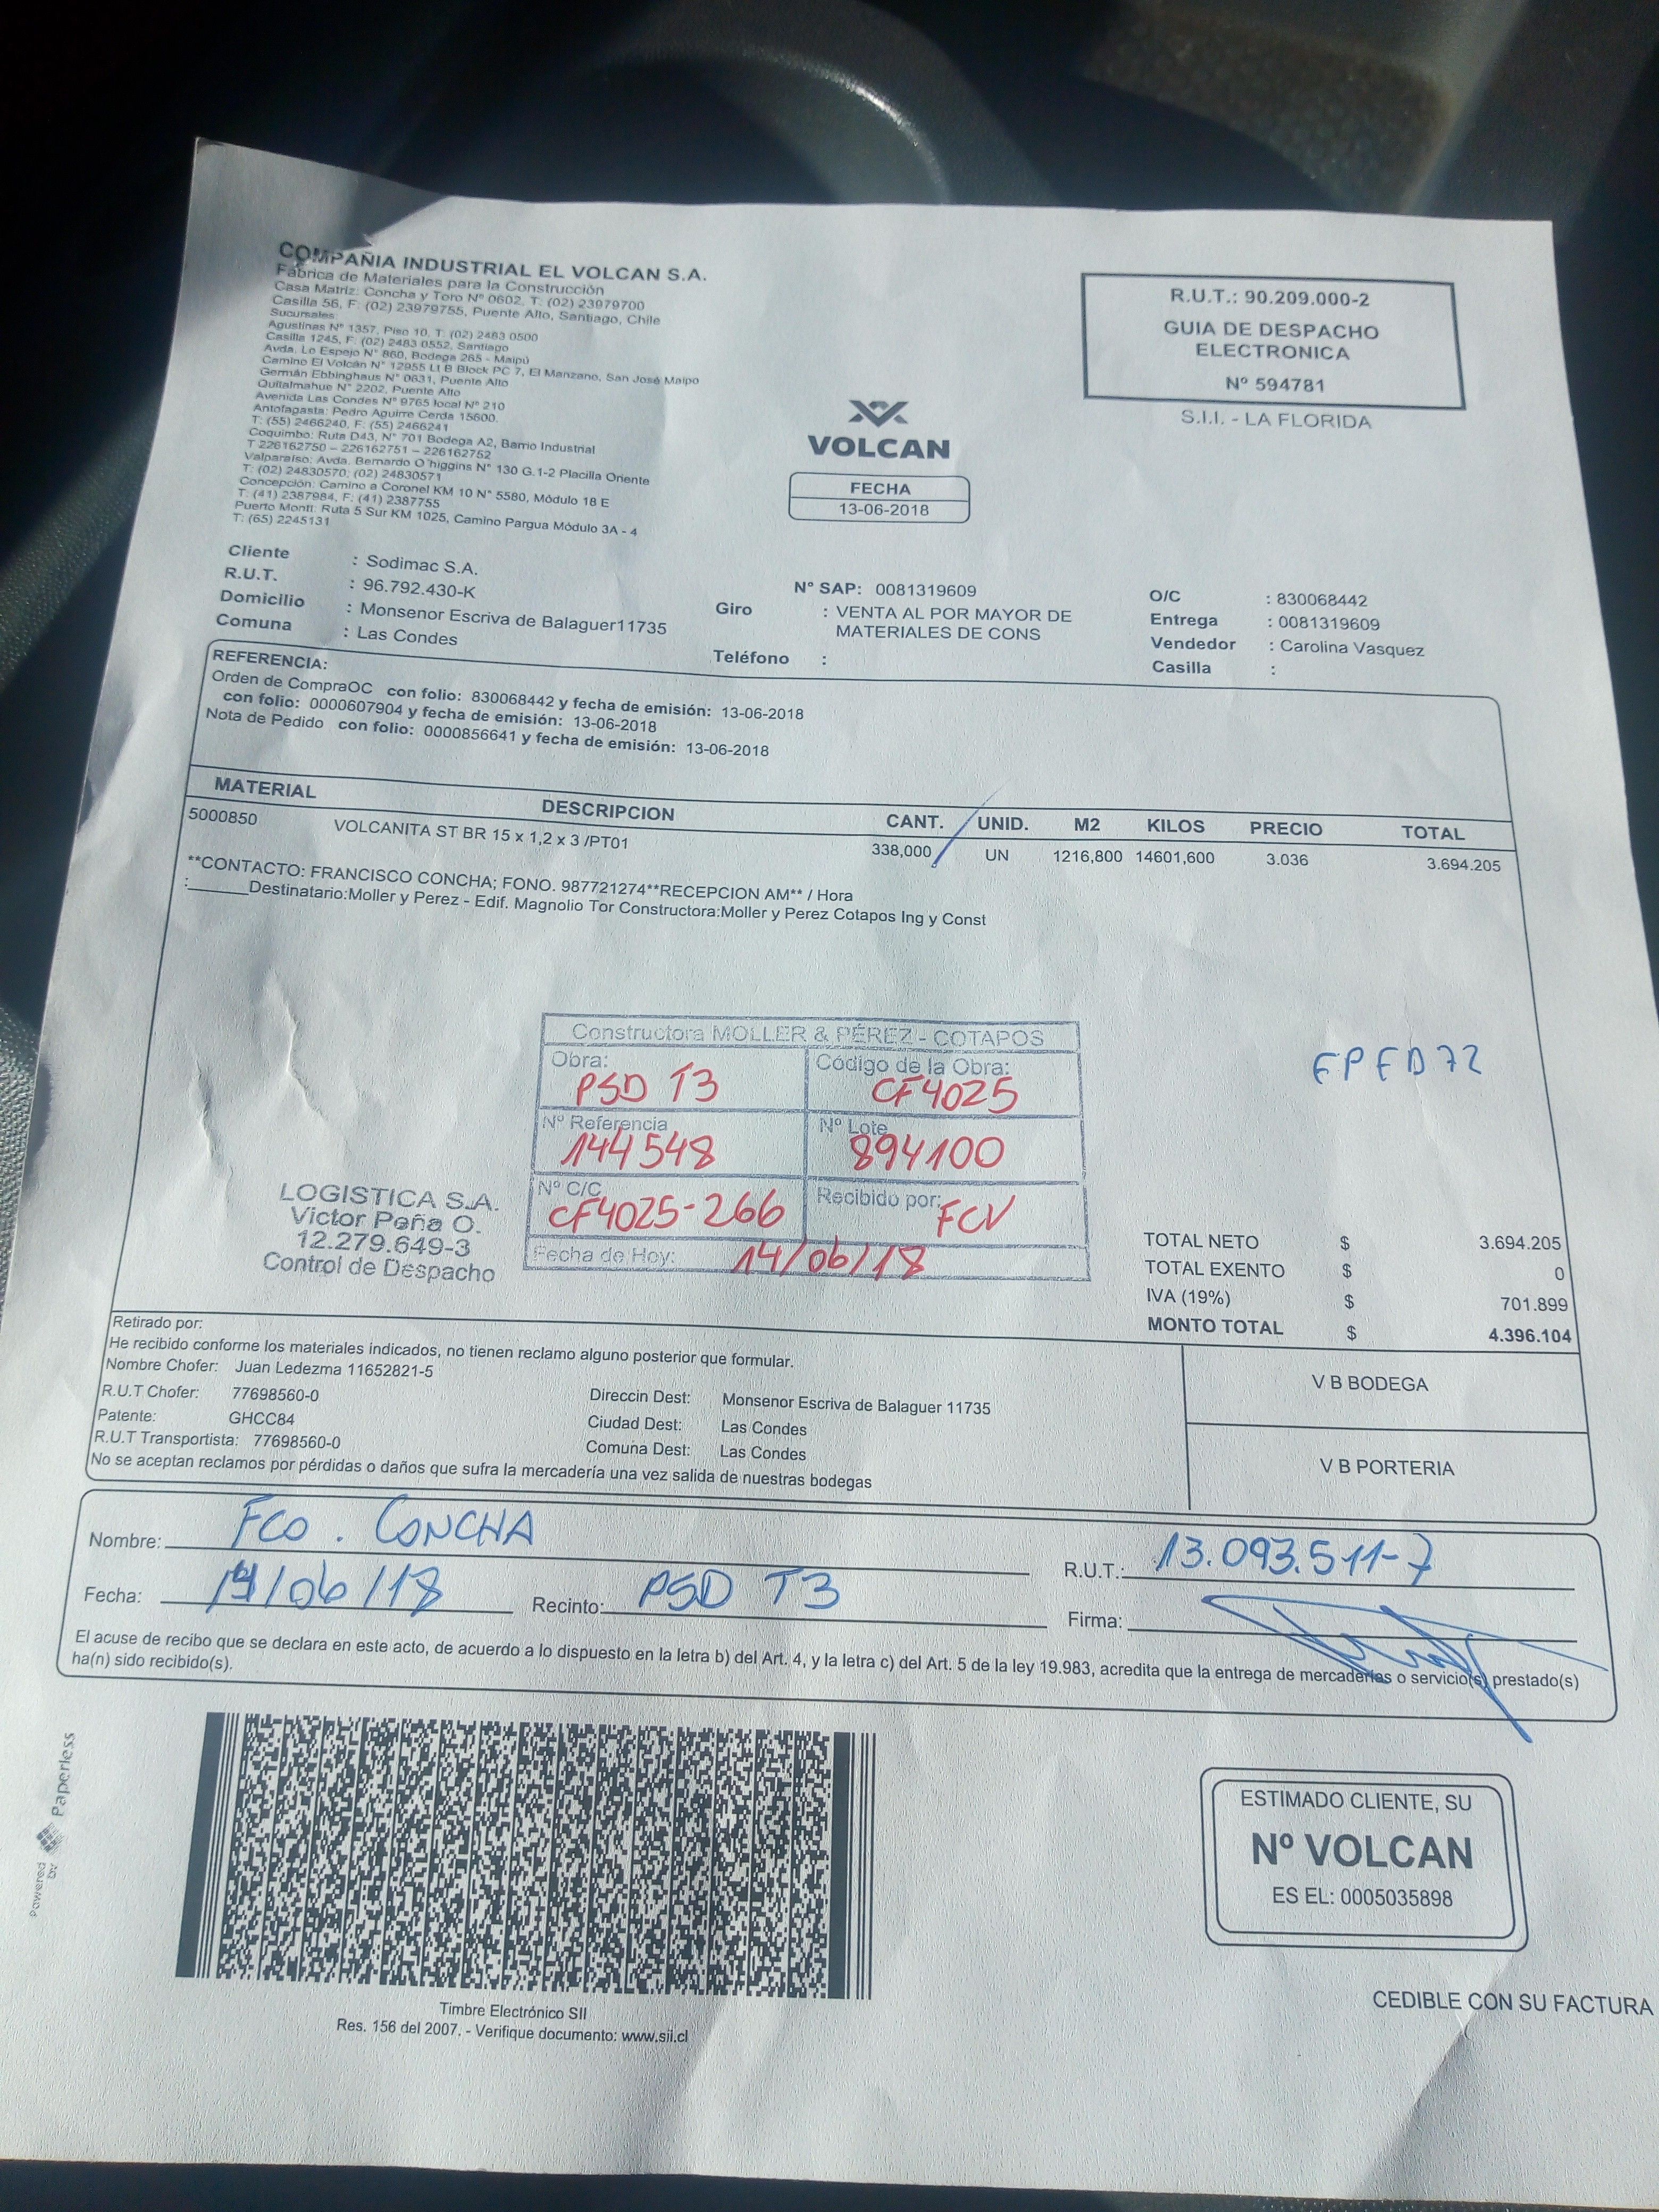 COMPAÑIA INDUSTRIAL EL VOLCAN S.A.
Fábrica de Materiales para la Construcción
Casa Matriz: Concha y Toro Nº 0602, T: (02) 23979700
Casilla 56, F: (02) 23979755, Puente Alto, Santiago, Chile
Sucursales:
Agustinas Nº 1357, Piso 10, T: (02) 2483 0500
Casilla 1245, F: (02) 2483 0552, Santiago
Avda. Lo Espejo N° 860, Bodega 265 - Maipú
Camino El Volcán N° 12955 Lt B Block PC 7, El Manzano, San José Maipo
Germán Ebbinghaus N° 0631, Puente Alto
Quitalmahue N° 2202, Puente Alto
Avenida Las Condes N° 9765 local N° 210
Antofagasta: Pedro Aguirre Cerda 15600.
T: (55) 2466240, F: (55) 2466241
Coquimbo: Ruta D43, N° 701 Bodega A2, Barrio Industrial
T 226162750 – 226162751 – 226162752
Valparaíso: Avda. Bernardo O´higgins N° 130 G.1-2 Placilla Oriente
T: (02) 24830570; (02) 24830571
Concepción: Camino a Coronel KM 10 N° 5580, Módulo 18 E
T: (41) 2387984, F: (41) 2387755
Puerto Montt: Ruta 5 Sur KM 1025, Camino Pargua Módulo 3A - 4
T: (65) 2245131
R.U.T.: 90.209.000-2
GUIA DE DESPACHO
ELECTRONICA
Nº 594781
S.I.I. - LA FLORIDA
VOLCAN
FECHA
13-06-2018
Cliente : Sodimac S.A.
R.U.T. : 96.792.430-K Nº SAP: 0081319609 O/C : 830068442
Domicilio : Monsenor Escriva de Balaguer11735 Giro : VENTA AL POR MAYOR DE Entrega : 0081319609
MATERIALES DE CONS Vendedor : Carolina Vasquez
Comuna : Las Condes Teléfono : Casilla :
REFERENCIA:
Orden de CompraOC con folio: 830068442 y fecha de emisión: 13-06-2018
con folio: 0000607904 y fecha de emisión: 13-06-2018
Nota de Pedido con folio: 0000856641 y fecha de emisión: 13-06-2018
MATERIAL DESCRIPCION CANT. UNID. M2 KILOS PRECIO TOTAL
5000850 VOLCANITA ST BR 15 x 1,2 x 3 /PT01 338,000 UN 1216,800 14601,600 3.036 3.694.205
**CONTACTO: FRANCISCO CONCHA; FONO. 987721274**RECEPCION AM** / Hora
:______Destinatario:Moller y Perez - Edif. Magnolio Tor Constructora:Moller y Perez Cotapos Ing y Const
Constructora MOLLER & PÉREZ - COTAPOS
Obra: PSD T3 Código de la Obra: CF4025
Nº Referencia 144548 Nº Lote 894100
Nº C/C CF4025-266 Recibido por: FCV
Fecha de Hoy: 14/06/18
FPFD72
LOGISTICA S.A.
Victor Peña O.
12.279.649-3
Control de Despacho
TOTAL NETO $ 3.694.205
TOTAL EXENTO $ 0
IVA (19%) $ 701.899
MONTO TOTAL $ 4.396.104
Retirado por:
He recibido conforme los materiales indicados, no tienen reclamo alguno posterior que formular.
Nombre Chofer: Juan Ledezma 11652821-5
R.U.T Chofer: 77698560-0 Direccin Dest: Monsenor Escriva de Balaguer 11735
Patente: GHCC84 Ciudad Dest: Las Condes
R.U.T Transportista: 77698560-0 Comuna Dest: Las Condes
No se aceptan reclamos por pérdidas o daños que sufra la mercadería una vez salida de nuestras bodegas
V B BODEGA
V B PORTERIA
Nombre: Fco. CONCHA R.U.T.: 13.093.511-7
Fecha: 14/06/18 Recinto: PSD T3 Firma:
El acuse de recibo que se declara en este acto, de acuerdo a lo dispuesto en la letra b) del Art. 4, y la letra c) del Art. 5 de la ley 19.983, acredita que la entrega de mercaderías o servicio(s) prestado(s)
ha(n) sido recibido(s).
Powered by Paperless
Timbre Electrónico SII
Res. 156 del 2007. - Verifique documento: www.sii.cl
ESTIMADO CLIENTE, SU
Nº VOLCAN
ES EL: 0005035898
CEDIBLE CON SU FACTURA